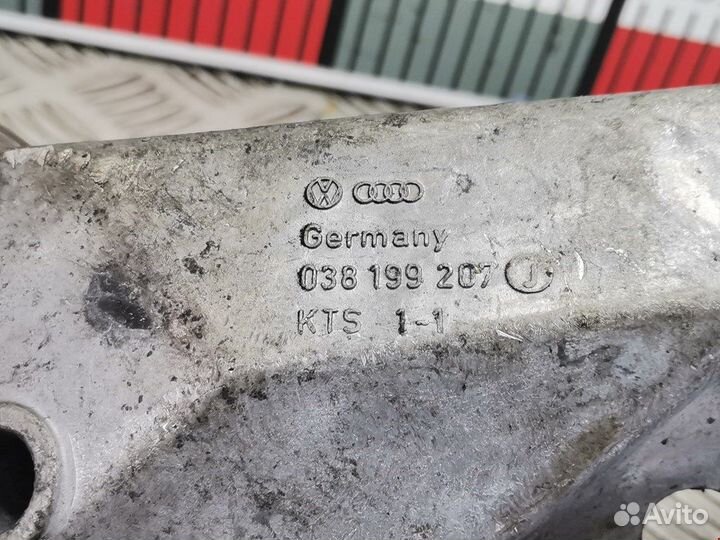 Germany
038 199 207 J
KTS 1-1
Avito